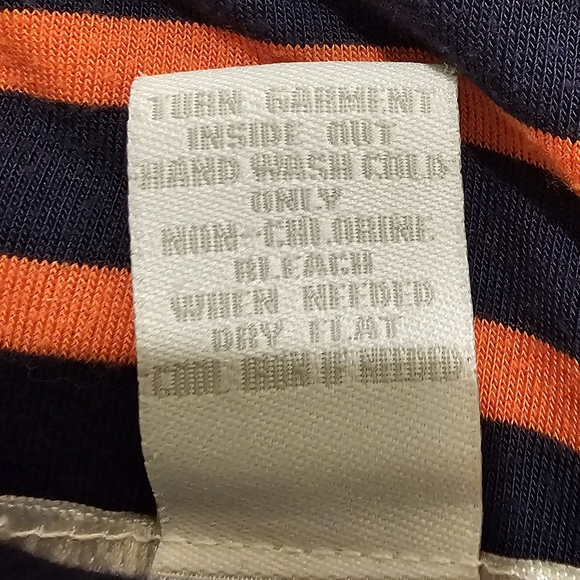 TURN GARMENT
INSIDE OUT
HAND WASH COLD
ONLY
NON-CHLORINE
BLEACH
WHEN NEEDED
DRY FLAT
COOL IRON IF NEEDED